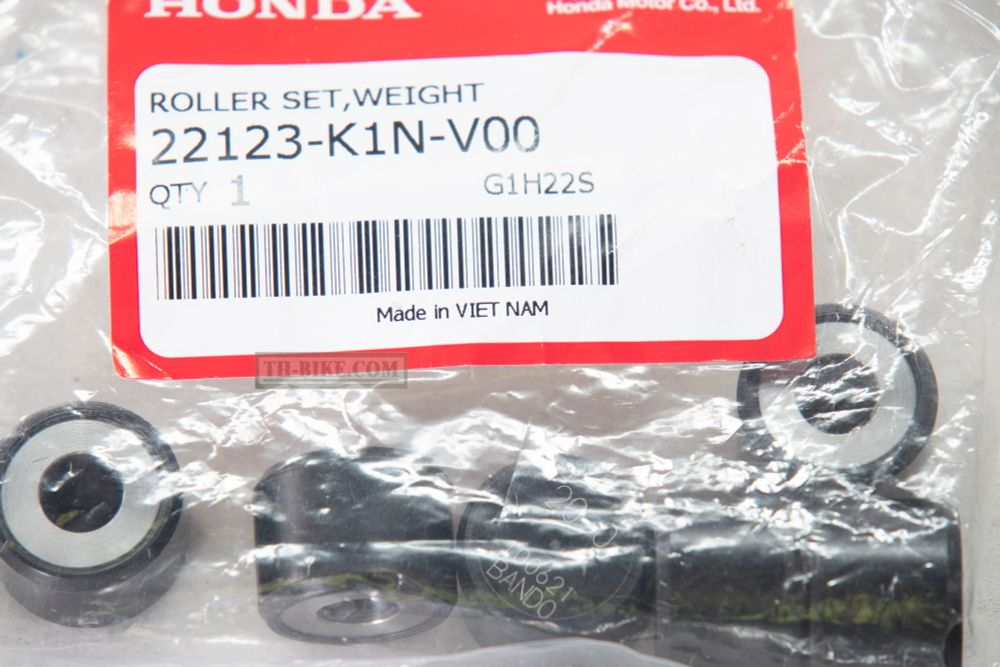 HONDA
Honda Motor Co., Ltd.
ROLLER SET,WEIGHT
22123-K1N-V00
QTY 1
G1H22S
Made in VIET NAM
TH-BIKE.COM
BANDO